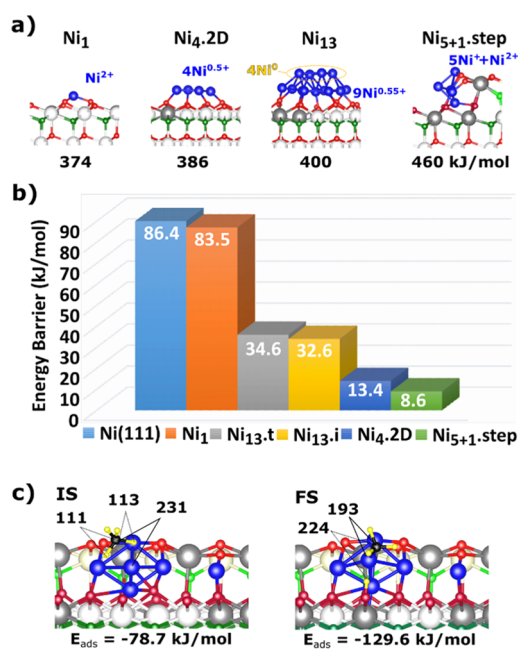 a)
Ni₁ Ni₄.2D Ni₁₃ Ni₅₊₁.step
Ni²⁺ 4Ni⁰·⁵⁺ 4Ni⁰ 9Ni⁰·⁵⁵⁺ 5Ni⁺+Ni²⁺
374 386 400 460 kJ/mol
b)
Energy Barrier (kJ/mol)
90
80
70
60
50
40
30
20
10
0
86.4 83.5 34.6 32.6 13.4 8.6
Ni(111) Ni₁ Ni₁₃.t Ni₁₃.i Ni₄.2D Ni₅₊₁.step
c)
IS 113 111 231
FS 193 224
E_ads = -78.7 kJ/mol E_ads = -129.6 kJ/mol